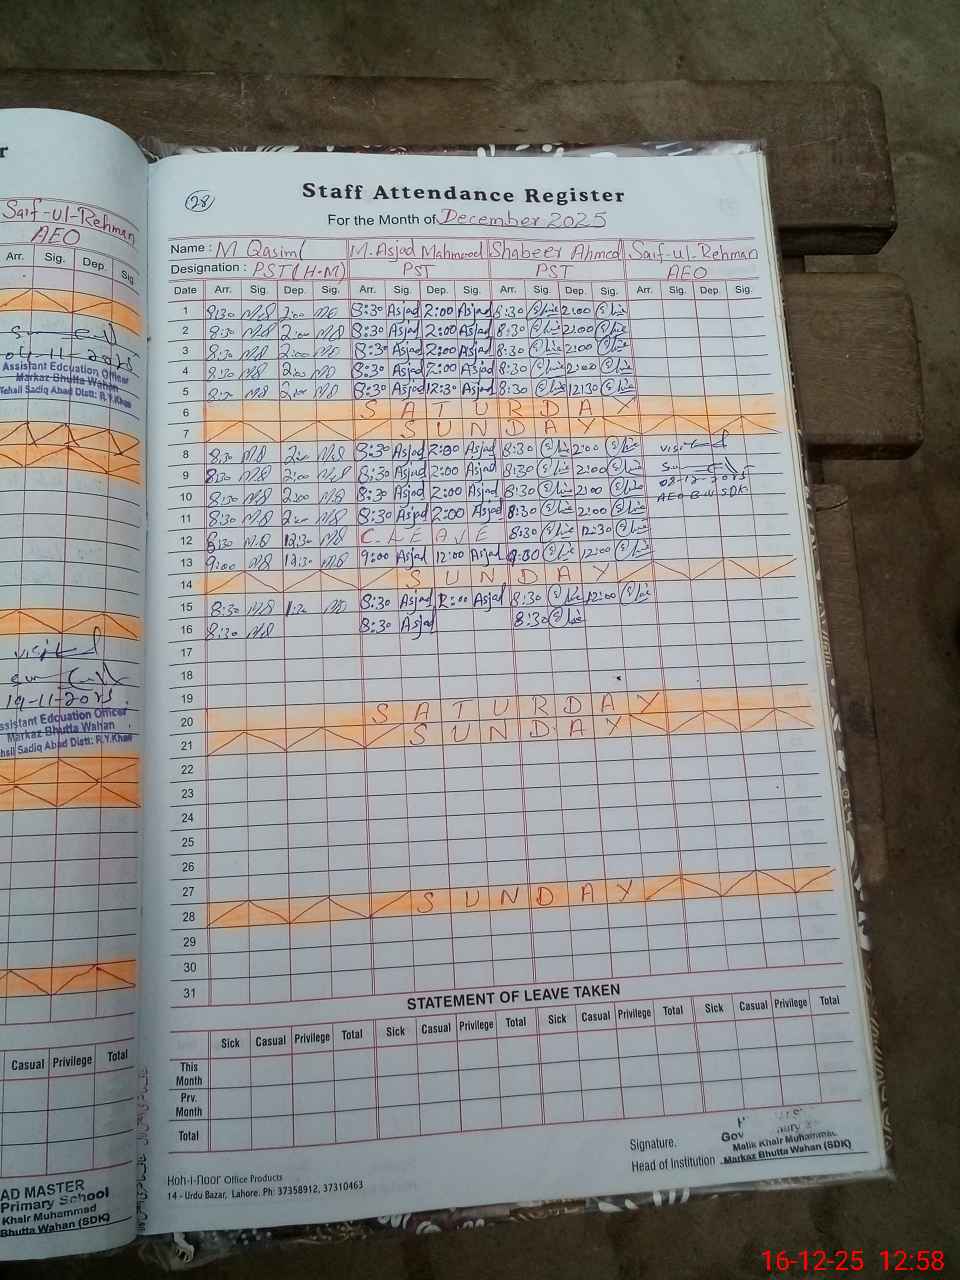 r
Saif-ul-Rehman
AEO
Arr. Sig. Dep. Sig.
04-11-2025
Assistant Edcuation Officer
Markaz Bhutta Wahan
Tehsil Sadiq Abad Distt: R.Y.Khan
visited
19-11-2025
Assistant Edcuation Officer
Markaz Bhutta Wahan
Tehsil Sadiq Abad Distt: R.Y.Khan
Casual Privilege Total
AD MASTER
Primary School
Khair Muhammad
Bhutta Wahan (SDK)
28
Staff Attendance Register
For the Month of December 2025
Name : M Qasim M. Asjad Mahmood Shabeer Ahmed Saif-ul-Rehman
Designation : PST (H.M) PST PST AEO
Date Arr. Sig. Dep. Sig. Arr. Sig. Dep. Sig. Arr. Sig. Dep. Sig. Arr. Sig. Dep. Sig.
1 8:30 2:00 8:30 Asjad 2:00 Asjad 8:30 2:00
2 8:30 2:00 8:30 Asjad 2:00 Asjad 8:30 2:00
3 8:30 2:00 8:30 Asjad 2:00 Asjad 8:30 2:00
4 8:30 2:00 8:30 Asjad 2:00 Asjad 8:30 2:00
5 8:30 8:30 Asjad 12:30 Asjad 8:30 12:30
6 SATURDAY
7 SUNDAY
8 8:30 2:00 8:30 Asjad 2:00 Asjad 8:30 2:00 visited
9 8:30 2:00 8:30 Asjad 2:00 Asjad 8:30 2:00
10 8:30 2:00 8:30 Asjad 2:00 Asjad 8:30 2:00 08-12-2025
AEO B.W SDK
11 8:30 2:00 8:30 Asjad 2:00 Asjad 8:30 2:00
12 8:30 12:30 C.LEAVE 8:30 12:30
13 9:00 12:30 9:00 Asjad 12:00 Asjad 9:00 12:00
14 SUNDAY
15 8:30 8:30 Asjad 2:00 Asjad 8:30 12:00
16 8:30 8:30 Asjad 8:30
17
18
19
20 SATURDAY
21 SUNDAY
22
23
24
25
26
27
28 SUNDAY
29
30
31
STATEMENT OF LEAVE TAKEN
Sick Casual Privilege Total Sick Casual Privilege Total Sick Casual Privilege Total Sick Casual Privilege Total
This Month
Prv. Month
Total
Signature.
Head of Institution
Malik Khair Muhammad
Markaz Bhutta Wahan (SDK)
Koh-i-noor Office Products
14 - Urdu Bazar, Lahore. Ph: 37358912, 37310463
16-12-25 12:58